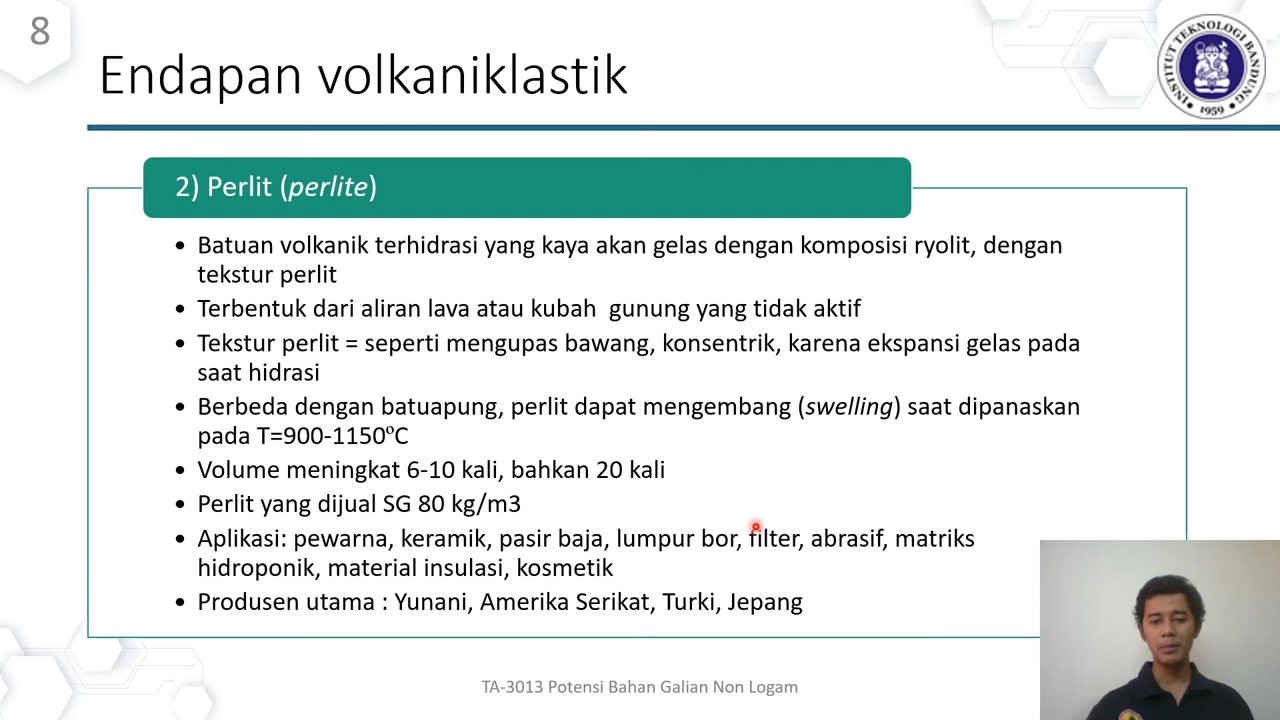 8
Endapan volkaniklastik
INSTITUT TEKNOLOGI BANDUNG
1959
2) Perlit (perlite)
• Batuan volkanik terhidrasi yang kaya akan gelas dengan komposisi ryolit, dengan
tekstur perlit
• Terbentuk dari aliran lava atau kubah  gunung yang tidak aktif
• Tekstur perlit = seperti mengupas bawang, konsentrik, karena ekspansi gelas pada
saat hidrasi
• Berbeda dengan batuapung, perlit dapat mengembang (swelling) saat dipanaskan
pada T=900-1150ºC
• Volume meningkat 6-10 kali, bahkan 20 kali
• Perlit yang dijual SG 80 kg/m3
• Aplikasi: pewarna, keramik, pasir baja, lumpur bor, filter, abrasif, matriks
hidroponik, material insulasi, kosmetik
• Produsen utama : Yunani, Amerika Serikat, Turki, Jepang
TA-3013 Potensi Bahan Galian Non Logam